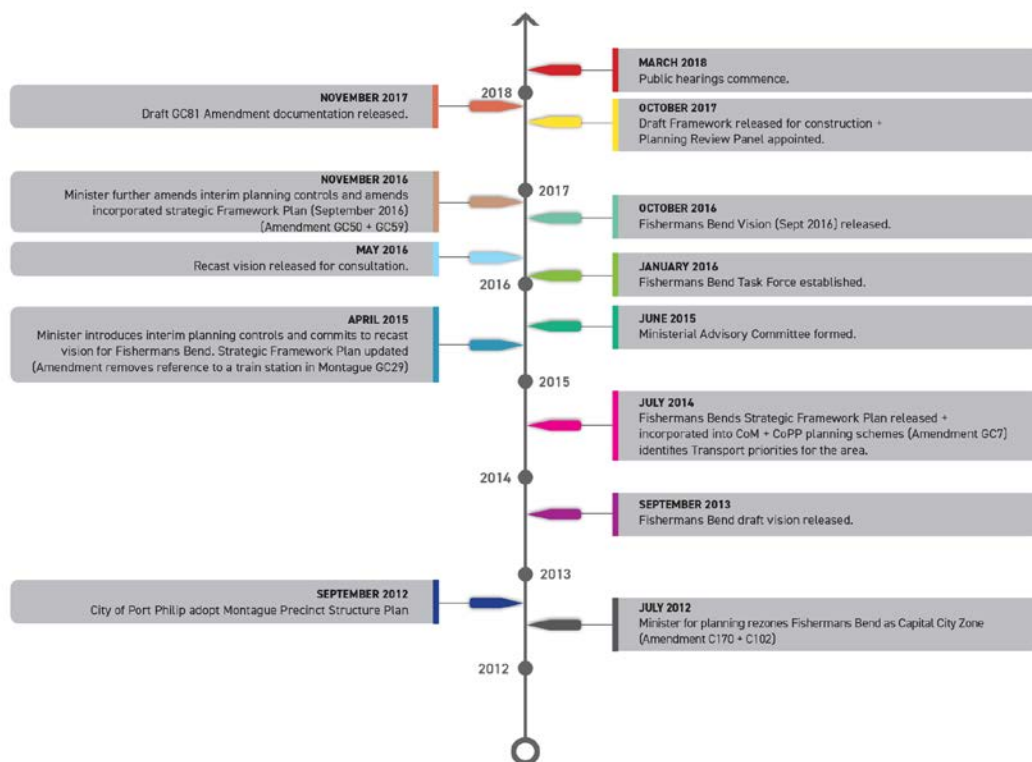 MARCH 2018
Public hearings commence.
2018
NOVEMBER 2017
Draft GC81 Amendment documentation released.
OCTOBER 2017
Draft Framework released for construction +
Planning Review Panel appointed.
NOVEMBER 2016
Minister further amends interim planning controls and amends
incorporated strategic Framework Plan (September 2016)
(Amendment GC50 + GC59)
2017
OCTOBER 2016
Fishermans Bend Vision (Sept 2016) released.
MAY 2016
Recast vision released for consultation.
JANUARY 2016
Fishermans Bend Task Force established.
2016
APRIL 2015
Minister introduces interim planning controls and commits to recast
vision for Fishermans Bend. Strategic Framework Plan updated
(Amendment removes reference to a train station in Montague GC29)
JUNE 2015
Ministerial Advisory Committee formed.
2015
JULY 2014
Fishermans Bends Strategic Framework Plan released +
incorporated into CoM + CoPP planning schemes (Amendment GC7)
identifies Transport priorities for the area.
2014
SEPTEMBER 2013
Fishermans Bend draft vision released.
2013
SEPTEMBER 2012
City of Port Philip adopt Montague Precinct Structure Plan
JULY 2012
Minister for planning rezones Fishermans Bend as Capital City Zone
(Amendment C170 + C102)
2012